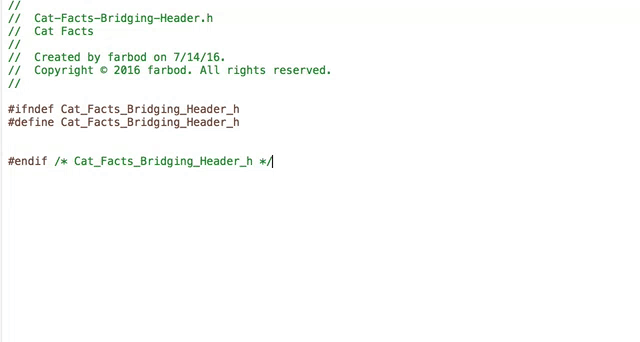 //
// Cat-Facts-Bridging-Header.h
// Cat Facts
//
// Created by farbod on 7/14/16.
// Copyright © 2016 farbod. All rights reserved.
//
#ifndef Cat_Facts_Bridging_Header_h
#define Cat_Facts_Bridging_Header_h
#endif /* Cat_Facts_Bridging_Header_h */